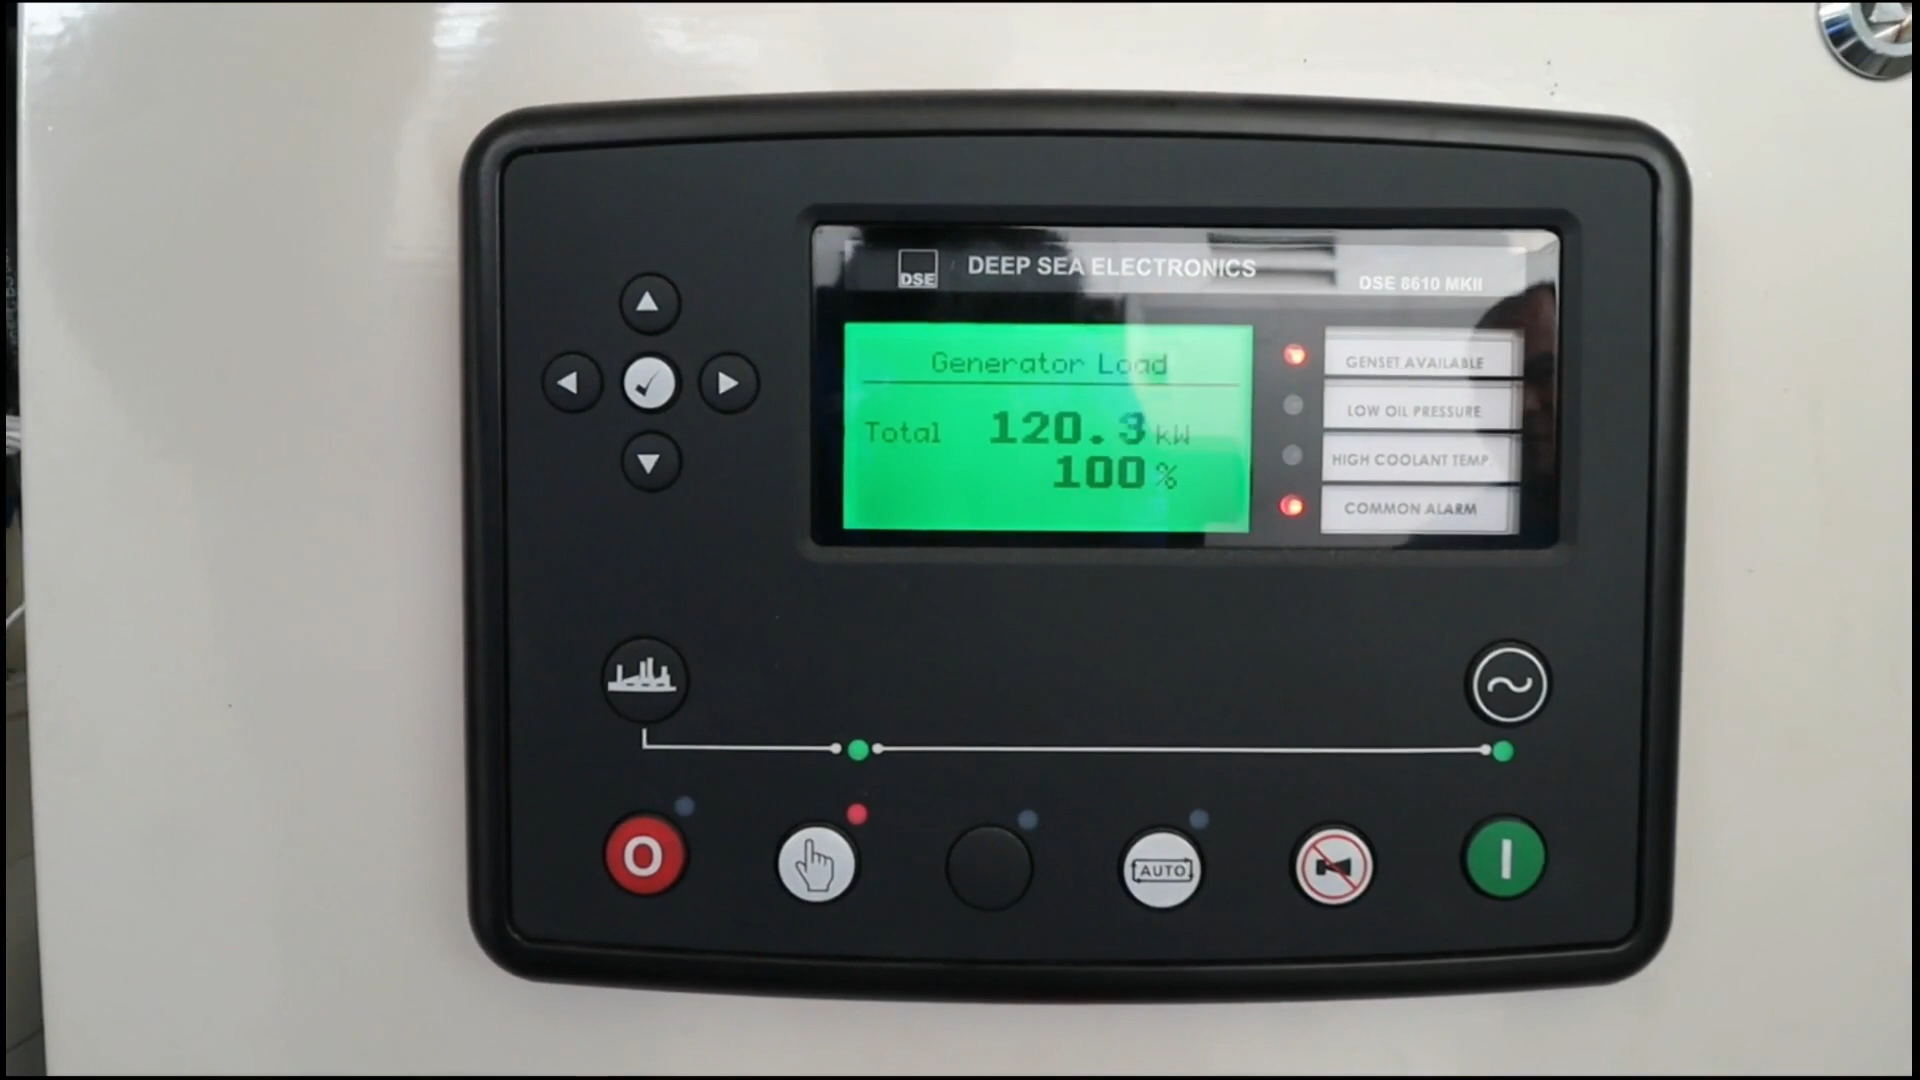 DSE
DEEP SEA ELECTRONICS
DSE 8610 MKII
Generator Load
Total 120.3 kW
100 %
GENSET AVAILABLE
LOW OIL PRESSURE
HIGH COOLANT TEMP.
COMMON ALARM
O
AUTO
I